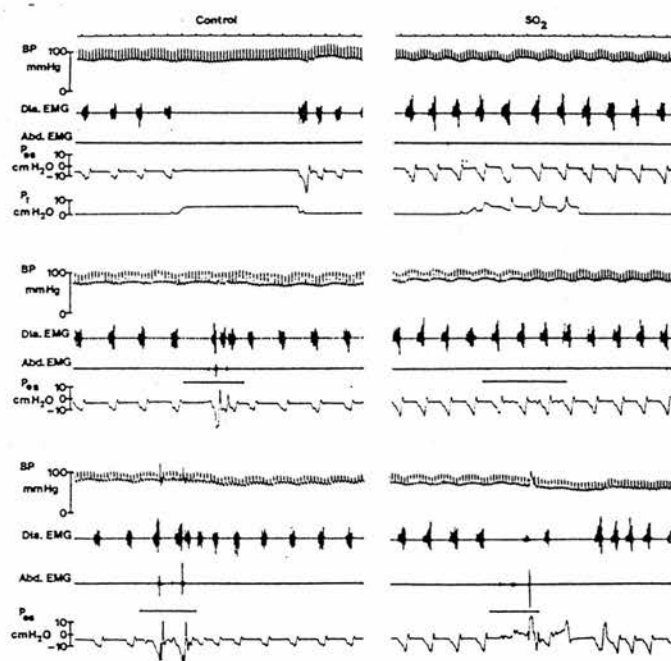 Control SO2
BP 100
mmHg
0
Dia. EMG
Abd. EMG
Pes 10
cmH2O 0
-10
PT 10
cmH2O 0
BP 100
mmHg
0
Dia. EMG
Abd. EMG
Pes 10
cmH2O 0
-10
BP 100
mmHg
0
Dia. EMG
Abd. EMG
Pes 10
cmH2O 0
-10